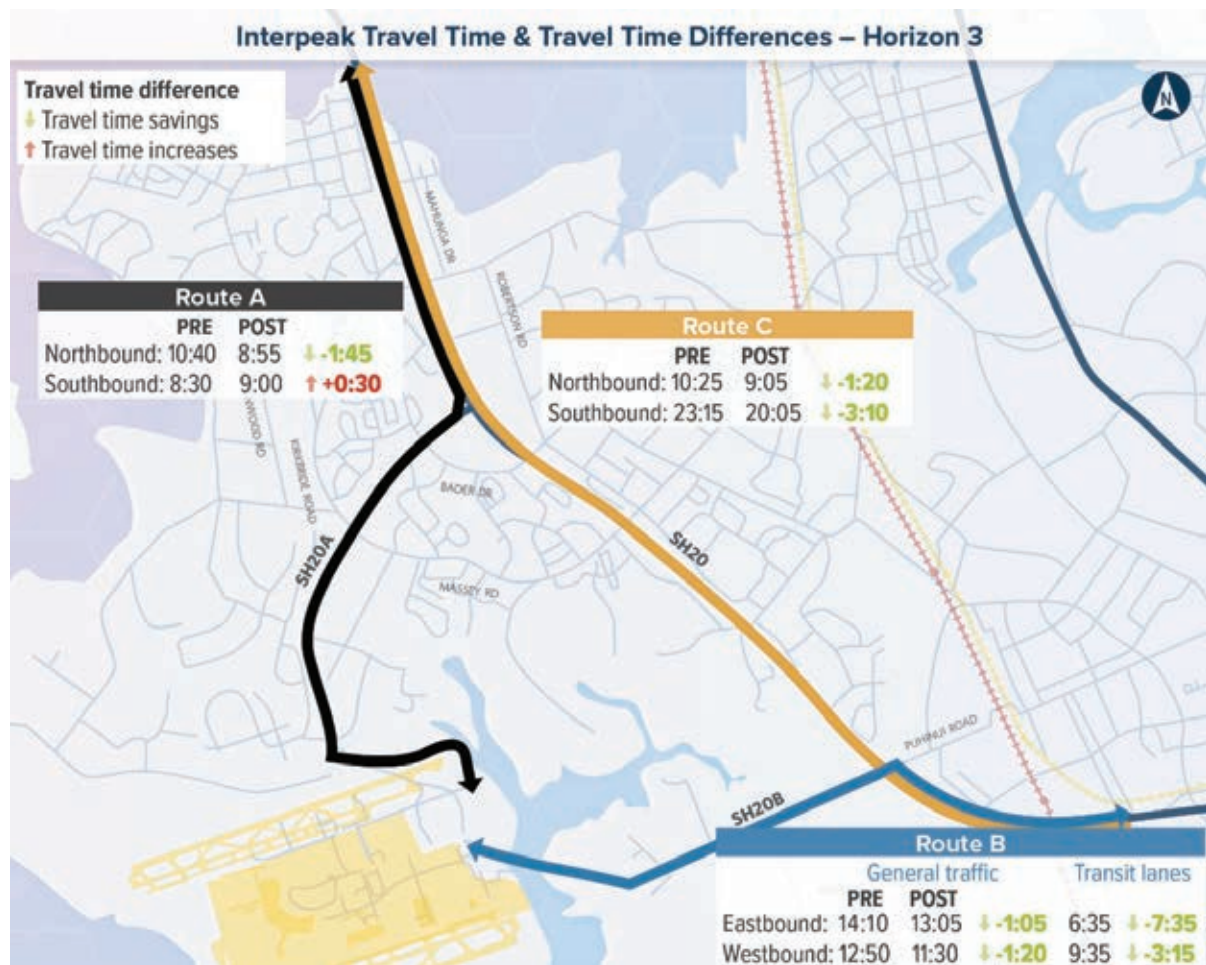 Interpeak Travel Time & Travel Time Differences – Horizon 3
Travel time difference
↓ Travel time savings
↑ Travel time increases
N
MAHUNGA DR
ROBERTSON RD
Route A
PRE POST
Northbound: 10:40 8:55 ↓ -1:45
Southbound: 8:30 9:00 ↑ +0:30
Route C
PRE POST
Northbound: 10:25 9:05 ↓ -1:20
Southbound: 23:15 20:05 ↓ -3:10
KIRKBRIDE ROAD
BADER DR
SH20A
SH20
MASSEY RD
PUHINUI ROAD
SH20B
Route B
General traffic Transit lanes
PRE POST
Eastbound: 14:10 13:05 ↓ -1:05 6:35 ↓ -7:35
Westbound: 12:50 11:30 ↓ -1:20 9:35 ↓ -3:15